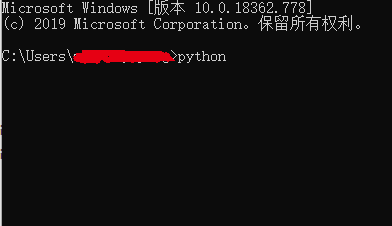 Microsoft Windows [版本 10.0.18362.778]
(c) 2019 Microsoft Corporation。保留所有权利。
C:\Users\>python